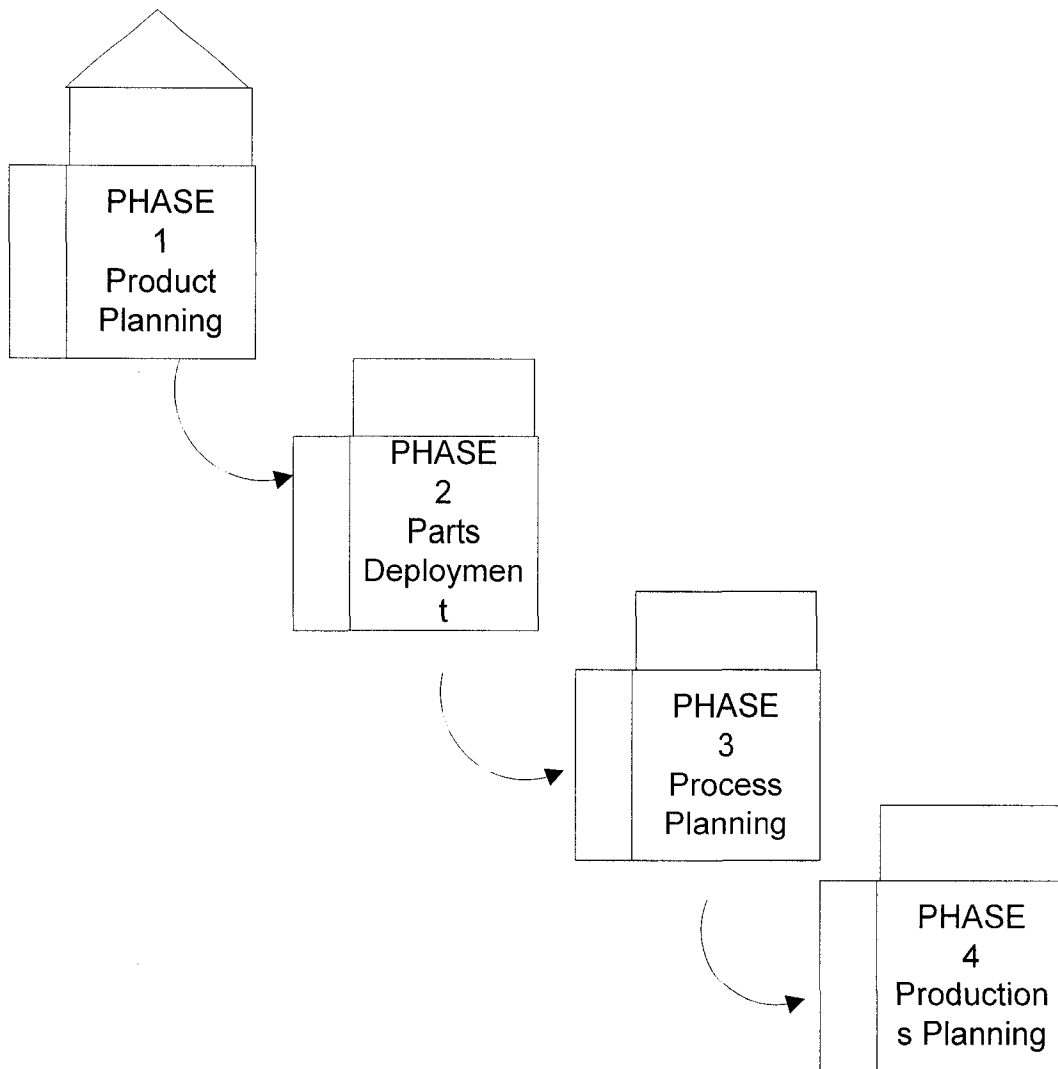 PHASE
1
Product
Planning
PHASE
2
Parts
Deploymen
t
PHASE
3
Process
Planning
PHASE
4
Production
s Planning